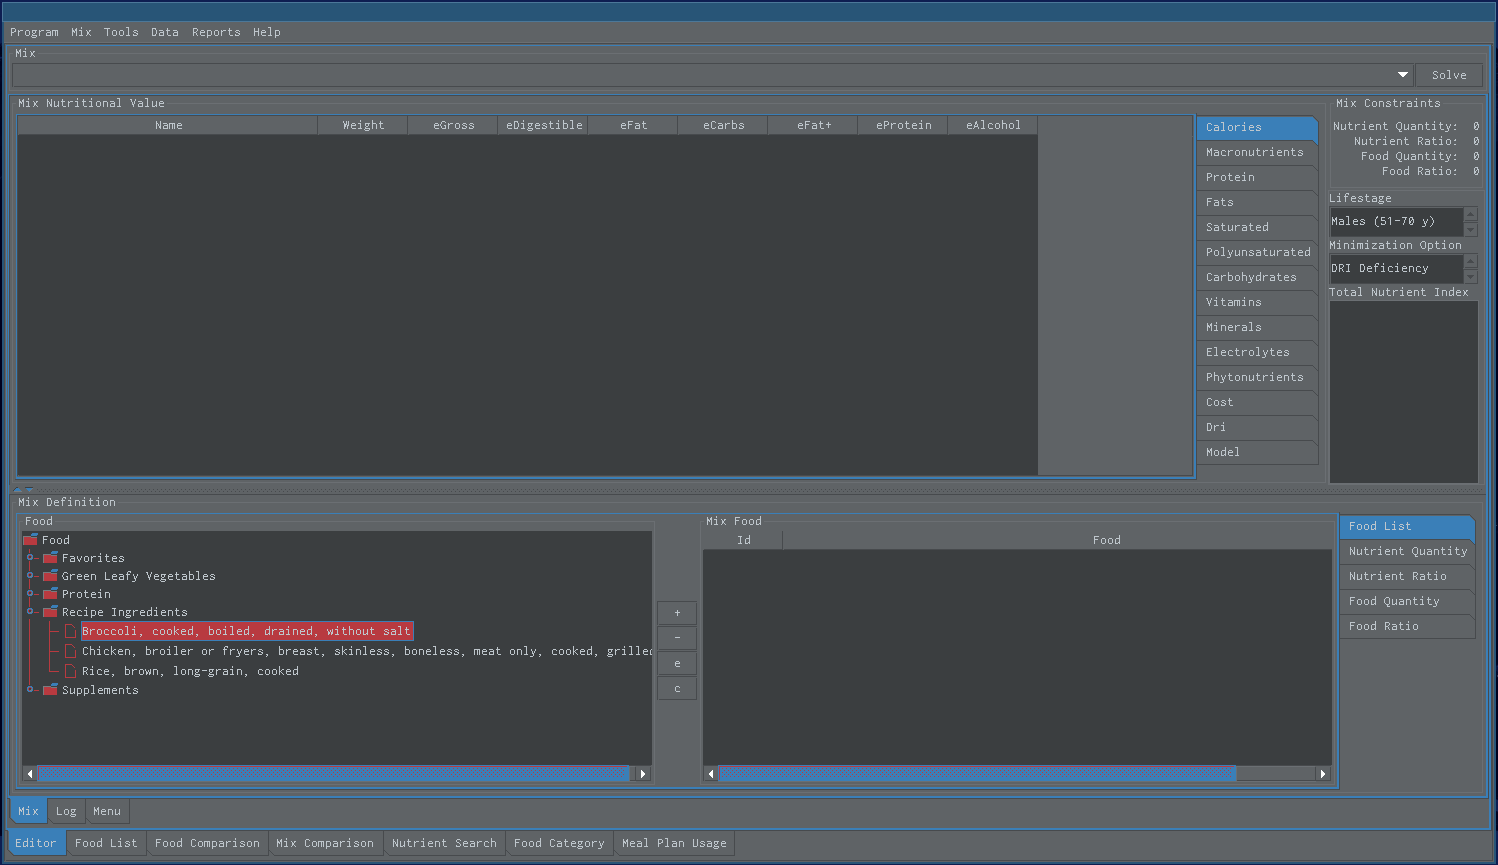 Program Mix Tools Data Reports Help
Mix
Solve
Mix Nutritional Value
Name Weight eGross eDigestible eFat eCarbs eFat+ eProtein eAlcohol
Calories
Macronutrients
Protein
Fats
Saturated
Polyunsaturated
Carbohydrates
Vitamins
Minerals
Electrolytes
Phytonutrients
Cost
Dri
Model
Mix Constraints
Nutrient Quantity: 0
Nutrient Ratio: 0
Food Quantity: 0
Food Ratio: 0
Lifestage
Males (51-70 y)
Minimization Option
DRI Deficiency
Total Nutrient Index
Mix Definition
Food
Food
Favorites
Green Leafy Vegetables
Protein
Recipe Ingredients
Broccoli, cooked, boiled, drained, without salt
Chicken, broiler or fryers, breast, skinless, boneless, meat only, cooked, grilled
Rice, brown, long-grain, cooked
Supplements
+
-
e
c
Mix Food
Id Food
Food List
Nutrient Quantity
Nutrient Ratio
Food Quantity
Food Ratio
Mix Log Menu
Editor Food List Food Comparison Mix Comparison Nutrient Search Food Category Meal Plan Usage